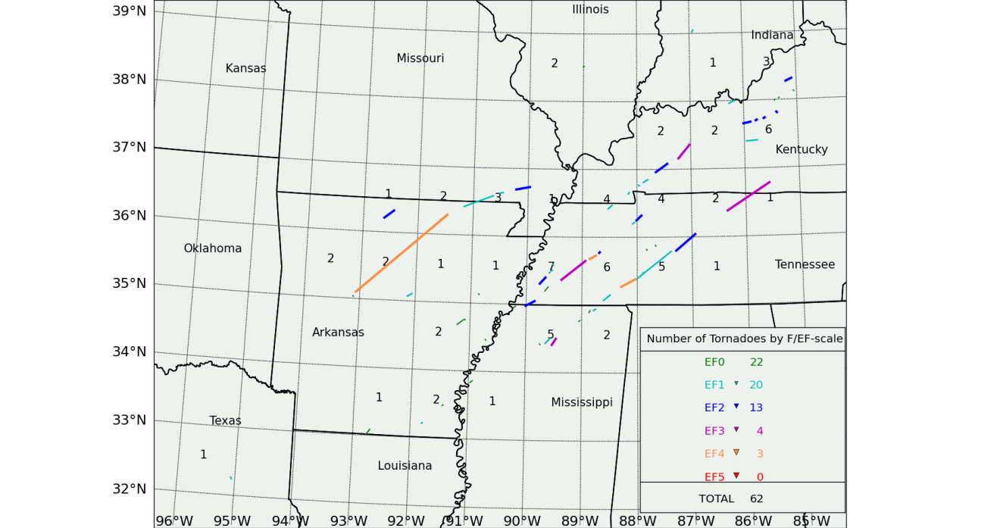 39°N
Illinois
Indiana
Missouri
Kansas
2
1
3
38°N
2
2
6
37°N
Kentucky
1
2
3
1
4
4
2
1
36°N
Oklahoma
2
2
1
1
7
6
5
1
Tennessee
35°N
Arkansas
2
5
2
34°N
Number of Tornadoes by F/EF-scale
EF0 22
EF1 20
EF2 13
EF3 4
EF4 3
EF5 0
TOTAL 62
1
2
1
Mississippi
33°N
Texas
1
Louisiana
32°N
96°W 95°W 94°W 93°W 92°W 91°W 90°W 89°W 88°W 87°W 86°W 85°W